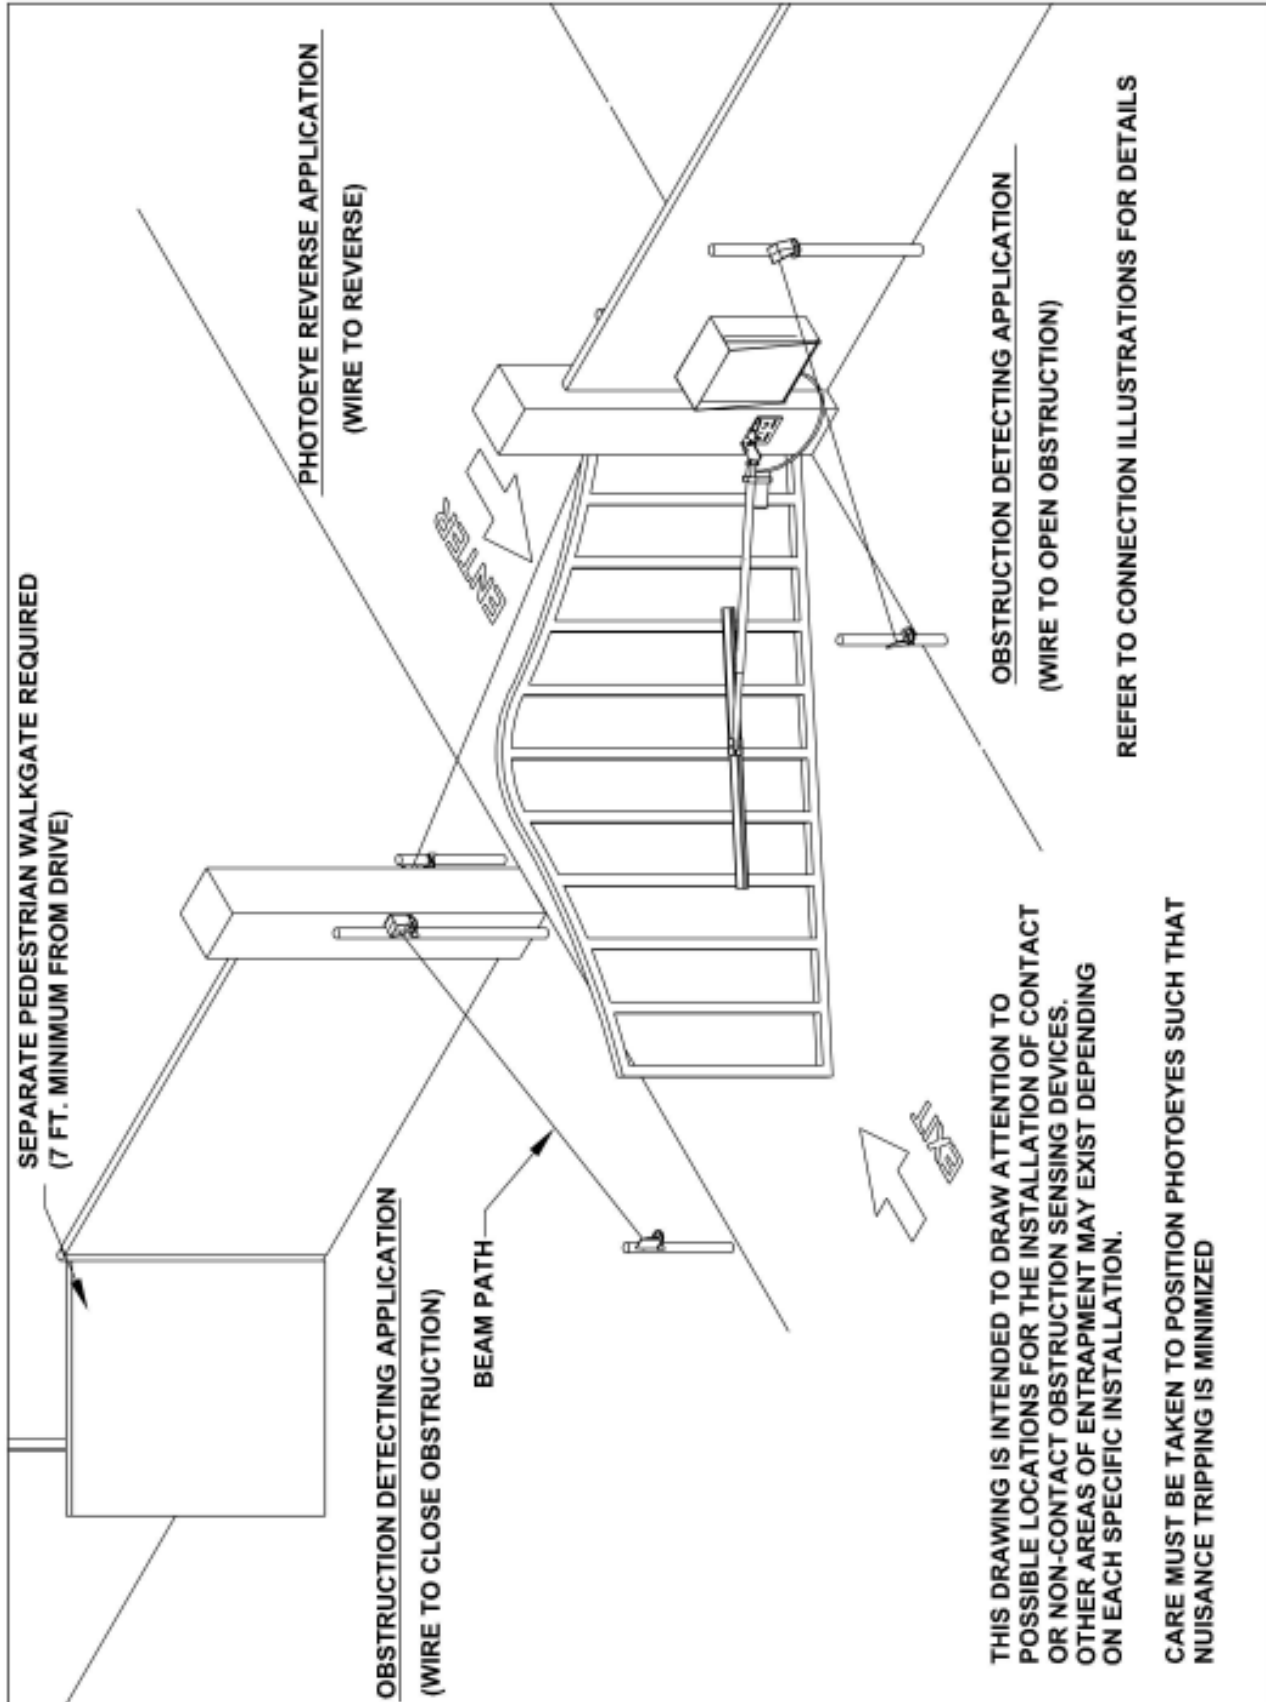 SEPARATE PEDESTRIAN WALKGATE REQUIRED
(7 FT. MINIMUM FROM DRIVE)
PHOTOEYE REVERSE APPLICATION
(WIRE TO REVERSE)
ENTER
OBSTRUCTION DETECTING APPLICATION
(WIRE TO CLOSE OBSTRUCTION)
BEAM PATH
EXIT
OBSTRUCTION DETECTING APPLICATION
(WIRE TO OPEN OBSTRUCTION)
REFER TO CONNECTION ILLUSTRATIONS FOR DETAILS
THIS DRAWING IS INTENDED TO DRAW ATTENTION TO
POSSIBLE LOCATIONS FOR THE INSTALLATION OF CONTACT
OR NON-CONTACT OBSTRUCTION SENSING DEVICES.
OTHER AREAS OF ENTRAPMENT MAY EXIST DEPENDING
ON EACH SPECIFIC INSTALLATION.
CARE MUST BE TAKEN TO POSITION PHOTOEYES SUCH THAT
NUISANCE TRIPPING IS MINIMIZED